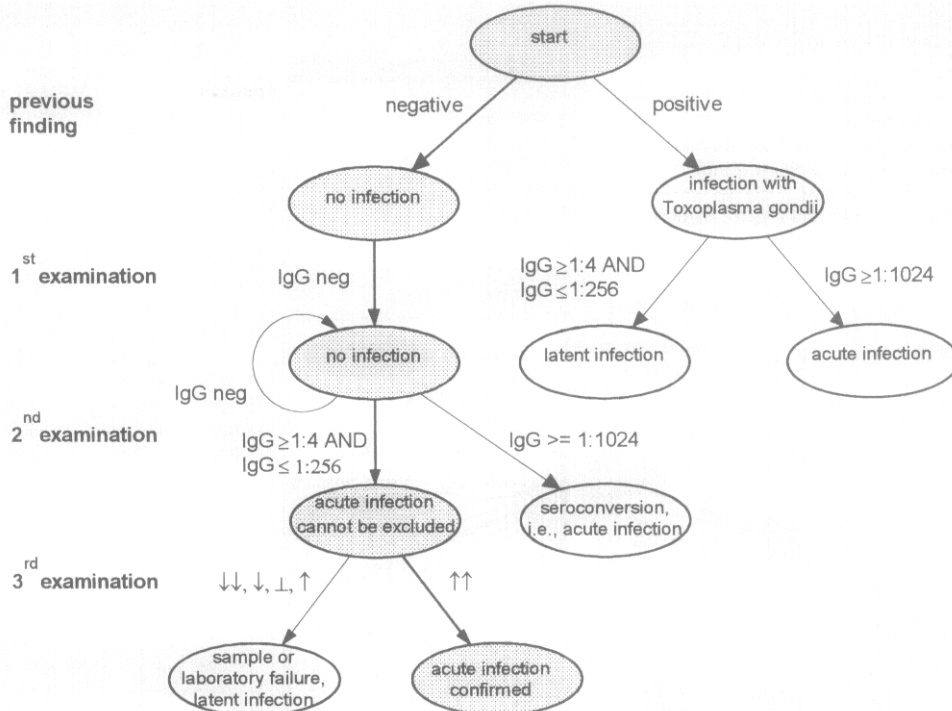 start
previous
finding
negative
positive
no infection
infection with
Toxoplasma gondii
1st examination
IgG neg
IgG ≥1:4 AND
IgG ≤1:256
IgG ≥1:1024
no infection
latent infection
acute infection
IgG neg
2nd examination
IgG ≥1:4 AND
IgG ≤ 1:256
IgG >= 1:1024
acute infection
cannot be excluded
seroconversion,
i.e., acute infection
3rd examination
↓↓, ↓, ⊥, ↑
↑↑
sample or
laboratory failure,
latent infection
acute infection
confirmed